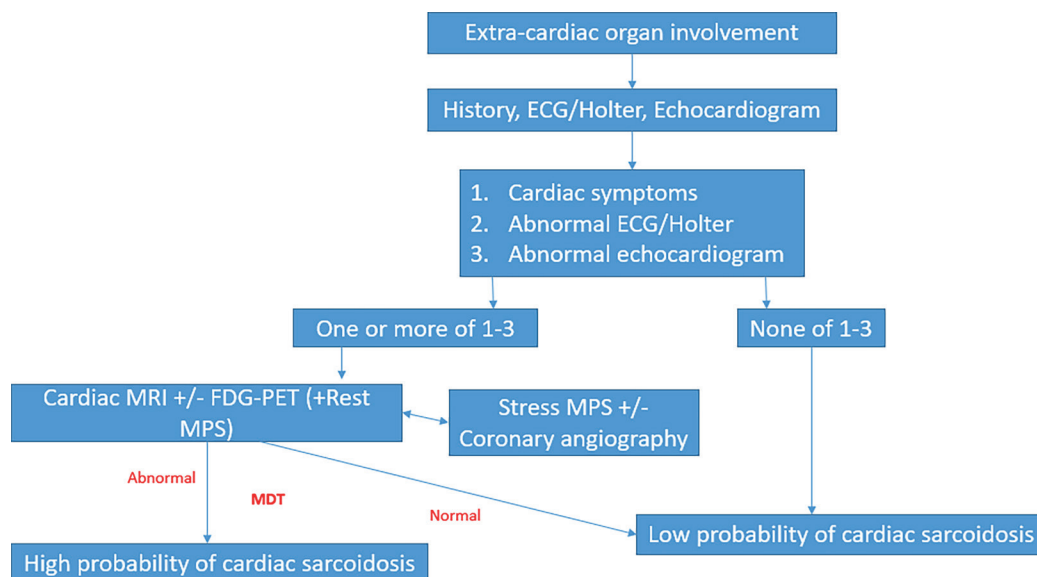 Extra-cardiac organ involvement
History, ECG/Holter, Echocardiogram
1. Cardiac symptoms
2. Abnormal ECG/Holter
3. Abnormal echocardiogram
One or more of 1-3
None of 1-3
Cardiac MRI +/- FDG-PET (+Rest
MPS)
Stress MPS +/-
Coronary angiography
Abnormal
MDT
Normal
Low probability of cardiac sarcoidosis
High probability of cardiac sarcoidosis